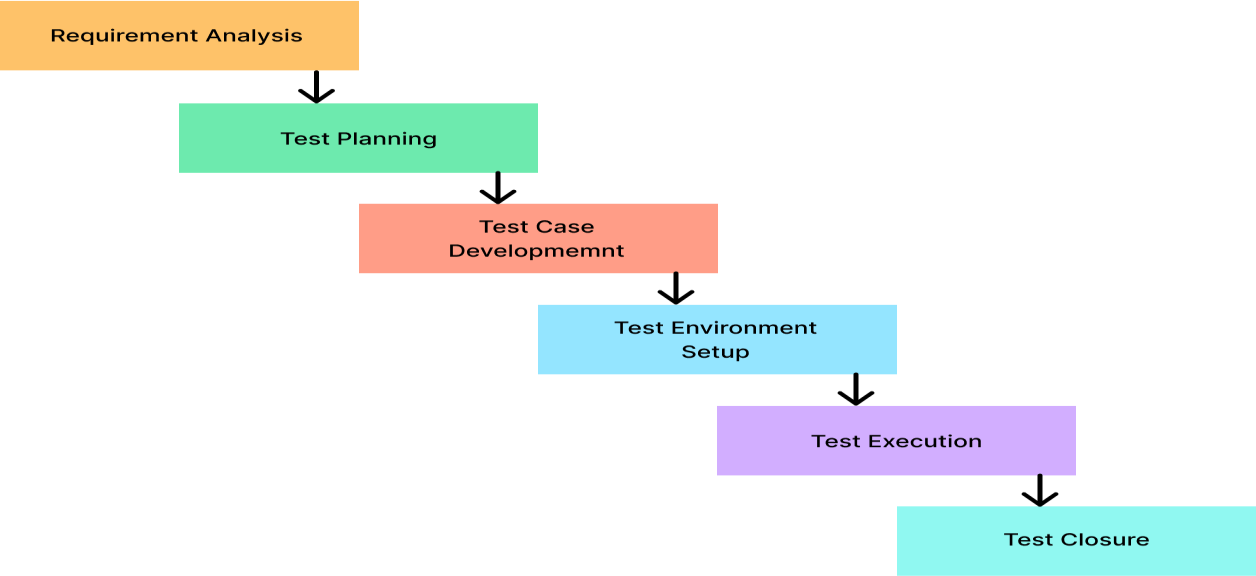 Requirement Analysis
Test Planning
Test Case
Developmemnt
Test Environment
Setup
Test Execution
Test Closure